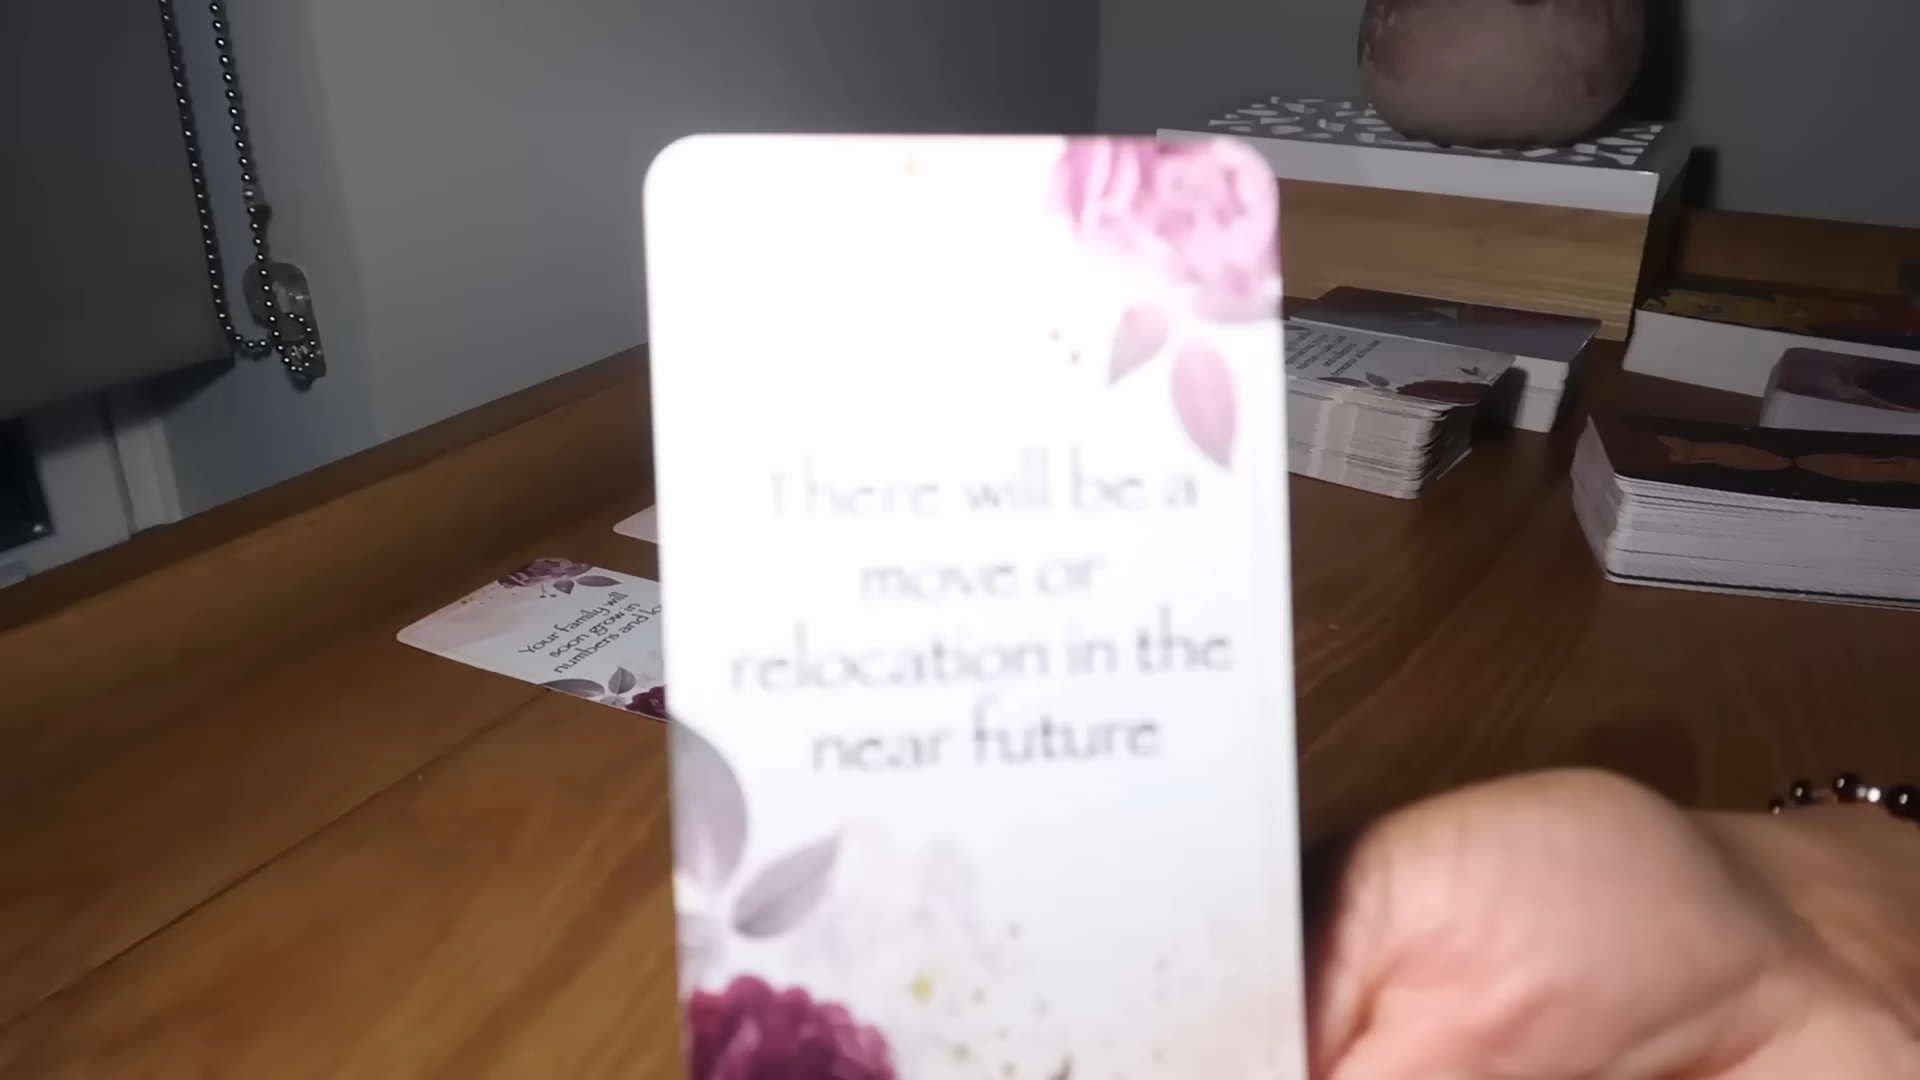 There will be a
move or
relocation in the
near future
Your family will
soon grow in
numbers and